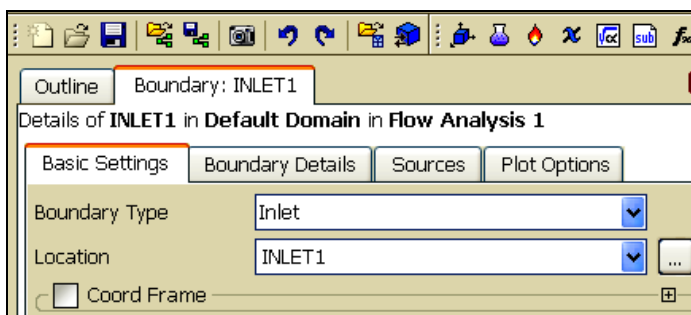 sub
Outline Boundary: INLET1
Details of INLET1 in Default Domain in Flow Analysis 1
Basic Settings Boundary Details Sources Plot Options
Boundary Type Inlet
Location INLET1 ...
Coord Frame